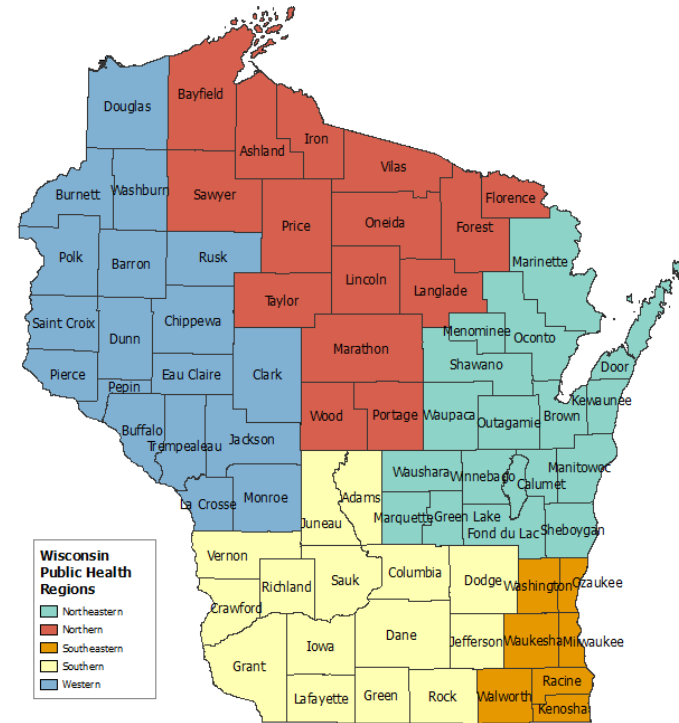 Douglas
Bayfield
Iron
Ashland
Vilas
Burnett
Washburn
Sawyer
Florence
Price
Oneida
Forest
Polk
Barron
Rusk
Marinette
Lincoln
Langlade
Taylor
Saint Croix
Chippewa
Menominee
Oconto
Dunn
Marathon
Shawano
Door
Pierce
Eau Claire
Clark
Pepin
Kewaunee
Wood
Portage
Waupaca
Outagamie
Brown
Buffalo
Trempealeau
Jackson
Waushara
Winnebago
Manitowoc
Calumet
Adams
La Crosse
Monroe
Juneau
Marquette
Green Lake
Fond du Lac
Sheboygan
Vernon
Columbia
Dodge
Washington
Ozaukee
Richland
Sauk
Crawford
Iowa
Dane
Jefferson
Waukesha
Milwaukee
Grant
Lafayette
Green
Rock
Walworth
Racine
Kenosha
Wisconsin
Public Health
Regions
Northeastern
Northern
Southeastern
Southern
Western